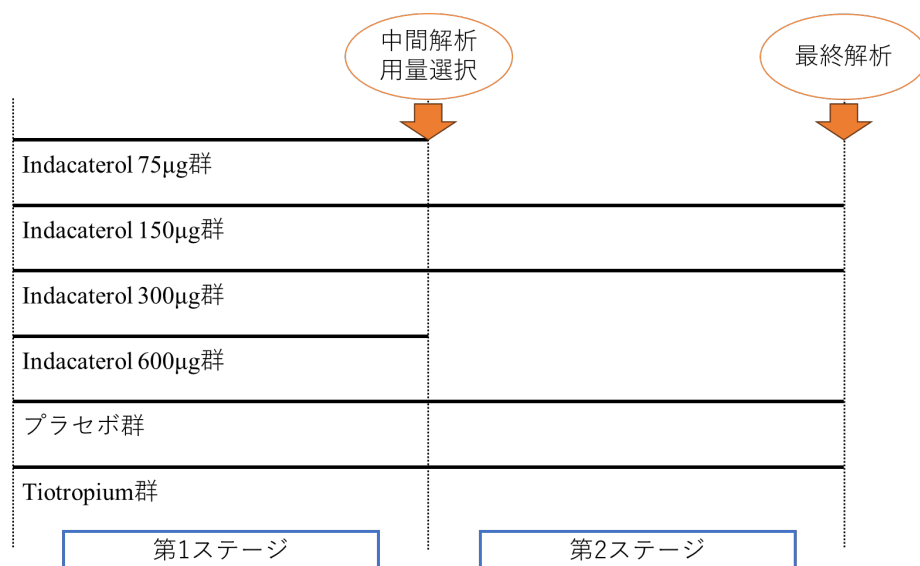 中間解析
用量選択
最終解析
Indacaterol 75μg群
Indacaterol 150μg群
Indacaterol 300μg群
Indacaterol 600μg群
プラセボ群
Tiotropium群
第1ステージ
第2ステージ